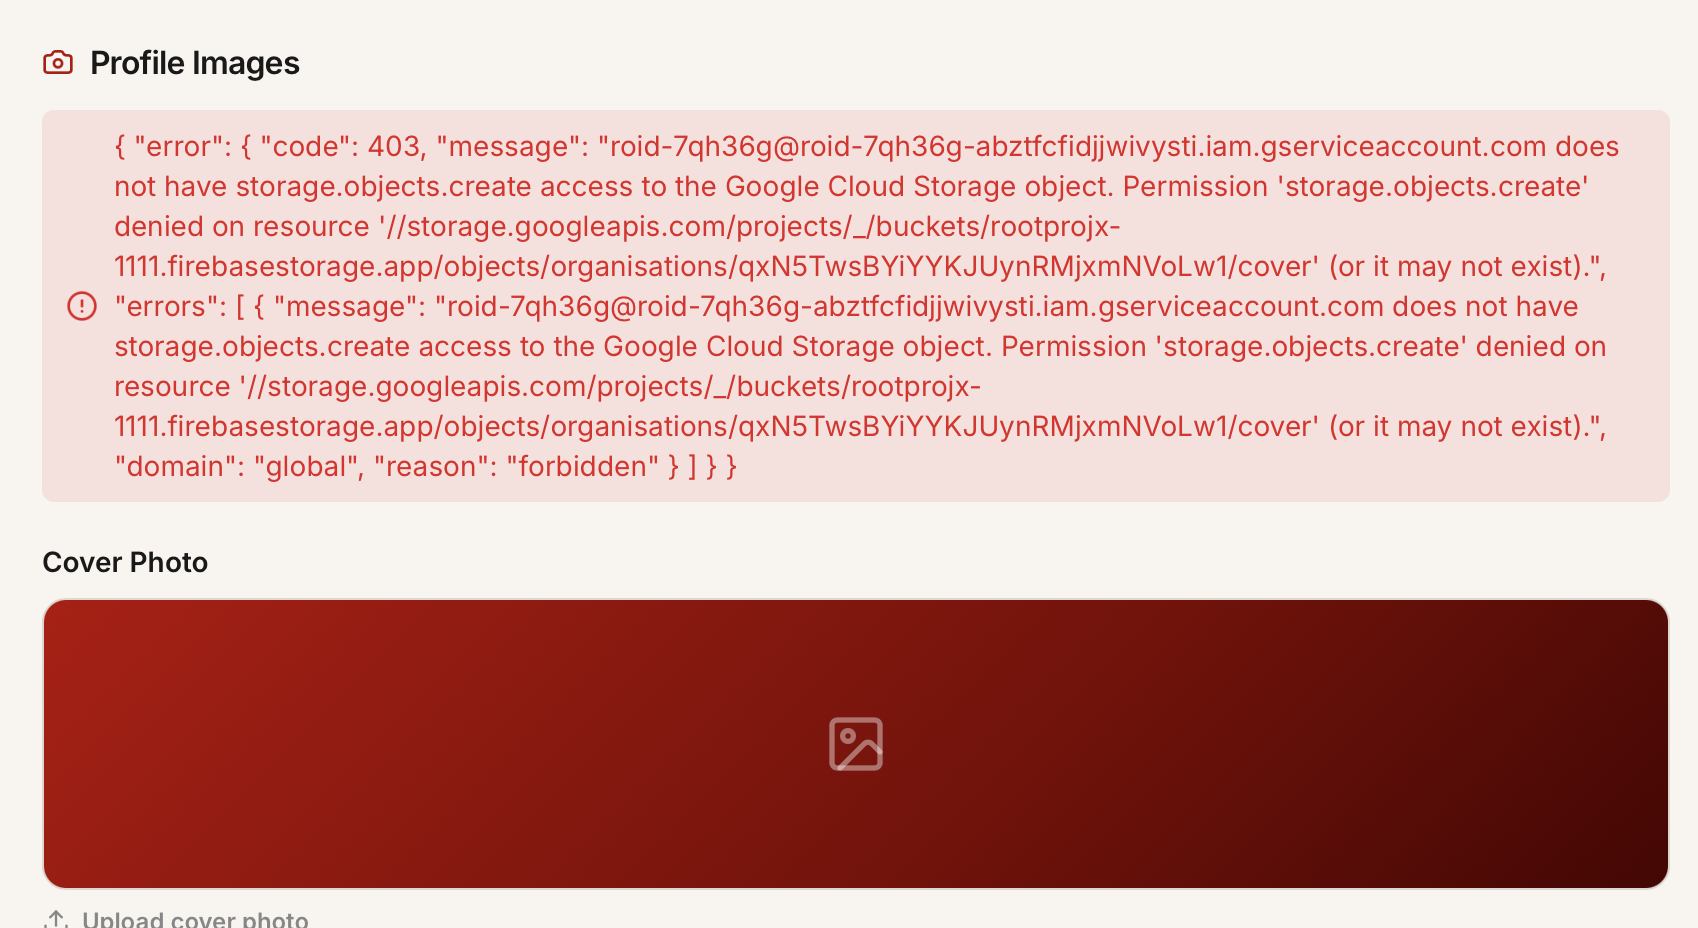 Profile Images
{ "error": { "code": 403, "message": "roid-7qh36g@roid-7qh36g-abztfcfidjjwivysti.iam.gserviceaccount.com does
not have storage.objects.create access to the Google Cloud Storage object. Permission 'storage.objects.create'
denied on resource '//storage.googleapis.com/projects/_/buckets/rootprojx-
1111.firebasestorage.app/objects/organisations/qxN5TwsBYiYYKJUynRMjxmNVoLw1/cover' (or it may not exist).",
"errors": [ { "message": "roid-7qh36g@roid-7qh36g-abztfcfidjjwivysti.iam.gserviceaccount.com does not have
storage.objects.create access to the Google Cloud Storage object. Permission 'storage.objects.create' denied on
resource '//storage.googleapis.com/projects/_/buckets/rootprojx-
1111.firebasestorage.app/objects/organisations/qxN5TwsBYiYYKJUynRMjxmNVoLw1/cover' (or it may not exist).",
"domain": "global", "reason": "forbidden" } ] } }
Cover Photo
Upload cover photo